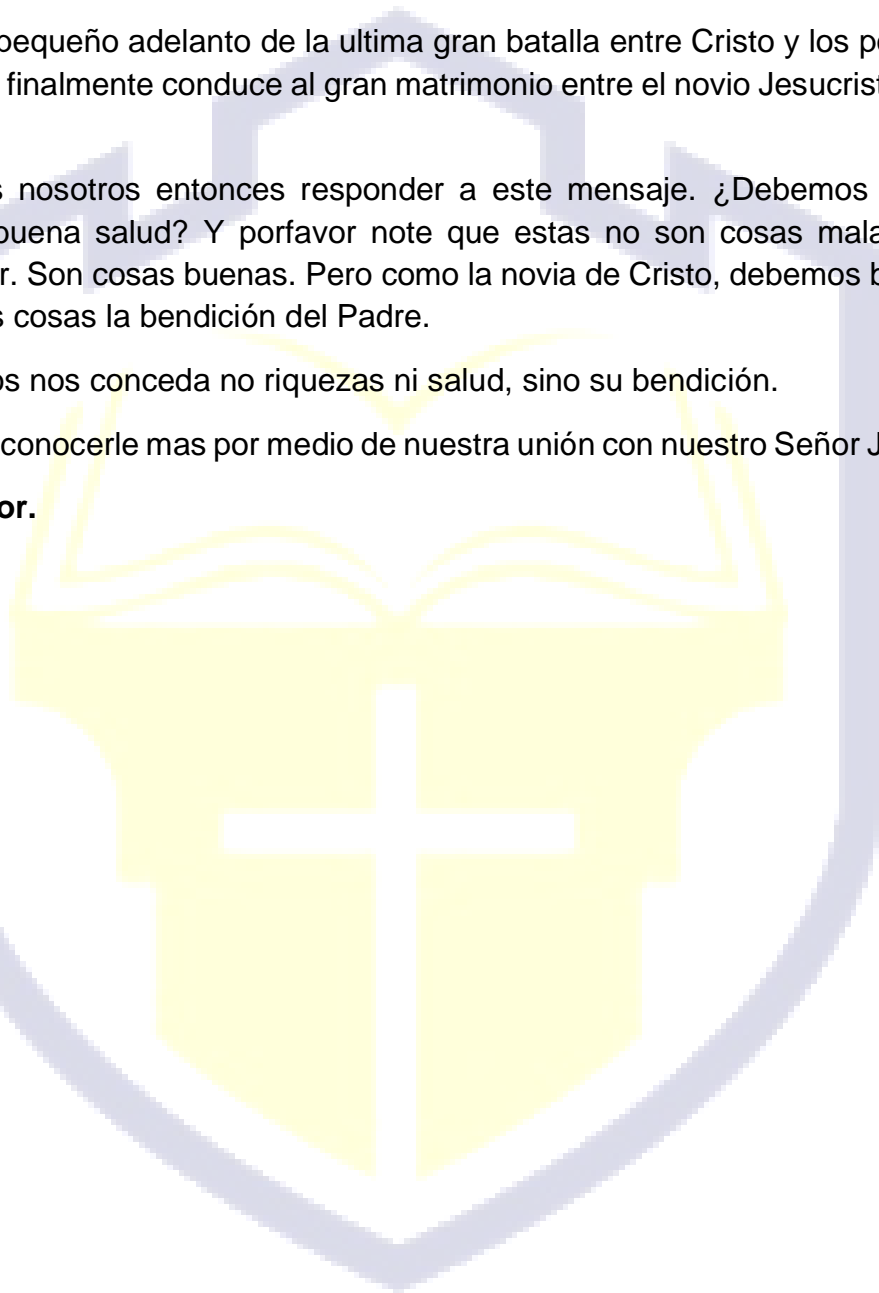 pequeño adelanto de la ultima gran batalla entre Cristo y los p
finalmente conduce al gran matrimonio entre el novio Jesucrist
s nosotros entonces responder a este mensaje. ¿Debemos
buena salud? Y porfavor note que estas no son cosas mala
r. Son cosas buenas. Pero como la novia de Cristo, debemos b
s cosas la bendición del Padre.
os nos conceda no riquezas ni salud, sino su bendición.
conocerle mas por medio de nuestra unión con nuestro Señor J
or.